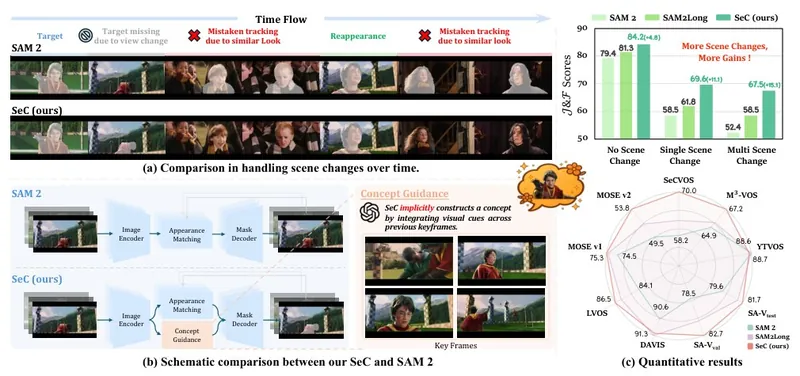 Time Flow
Target
Target missing
due to view change
Mistaken tracking
due to similar Look
Reappearance
Mistaken tracking
due to similar look
SAM 2
SeC (ours)
(a) Comparison in handling scene changes over time.
SAM 2
Image
Encoder
Appearance
Matching
Mask
Decoder
SeC (ours)
Image
Encoder
Appearance
Matching
Concept
Guidance
Mask
Decoder
Concept Guidance
SeC implicitly constructs a concept
by integrating visual cues across
previous keyframes.
Key Frames
(b) Schematic comparison between our SeC and SAM 2
SAM 2
SAM2Long
SeC (ours)
J&F Scores
90
80
70
60
50
79.4
81.3
84.2(+4.8)
More Scene Changes,
More Gains !
58.5
61.8
69.6(+11.1)
52.4
58.5
67.5(+15.1)
No Scene
Change
Single Scene
Change
Multi Scene
Change
SeCVOS
70.0
MOSE v2
53.8
M³-VOS
67.2
49.5
58.2
64.9
MOSE v1
75.3
74.5
88.6
YTVOS
88.7
84.1
79.6
78.5
86.5
LVOS
81.7
SA-Vtest
90.6
91.3
DAVIS
82.7
SA-Vval
SAM 2
SAM2Long
SeC (ours)
(c) Quantitative results